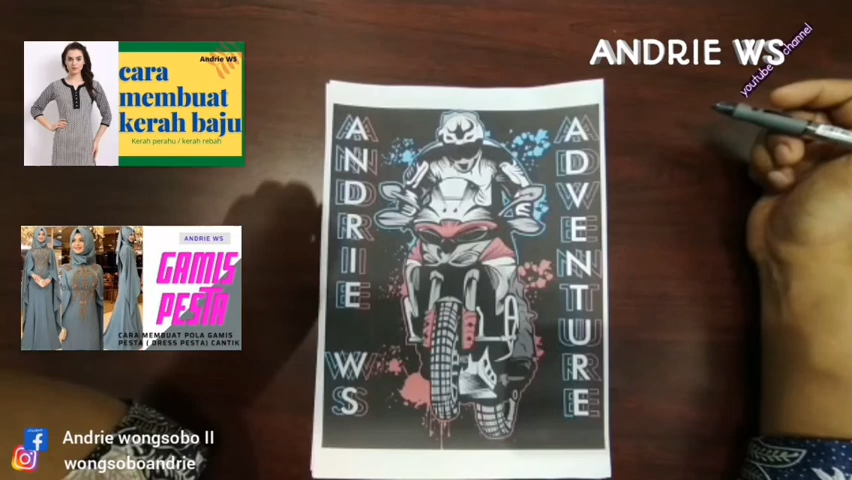 ANDRIE WS
youtube channel
Andrie WS
cara
membuat
kerah baju
Kerah perahu / kerah rebah
ANDRIE WS
ADVENTURE
ANDRIE WS
GAMIS
PESTA
CARA MEMBUAT POLA GAMIS
PESTA ( DRESS PESTA) CANTIK
Andrie wongsobo II
wongsoboandrie